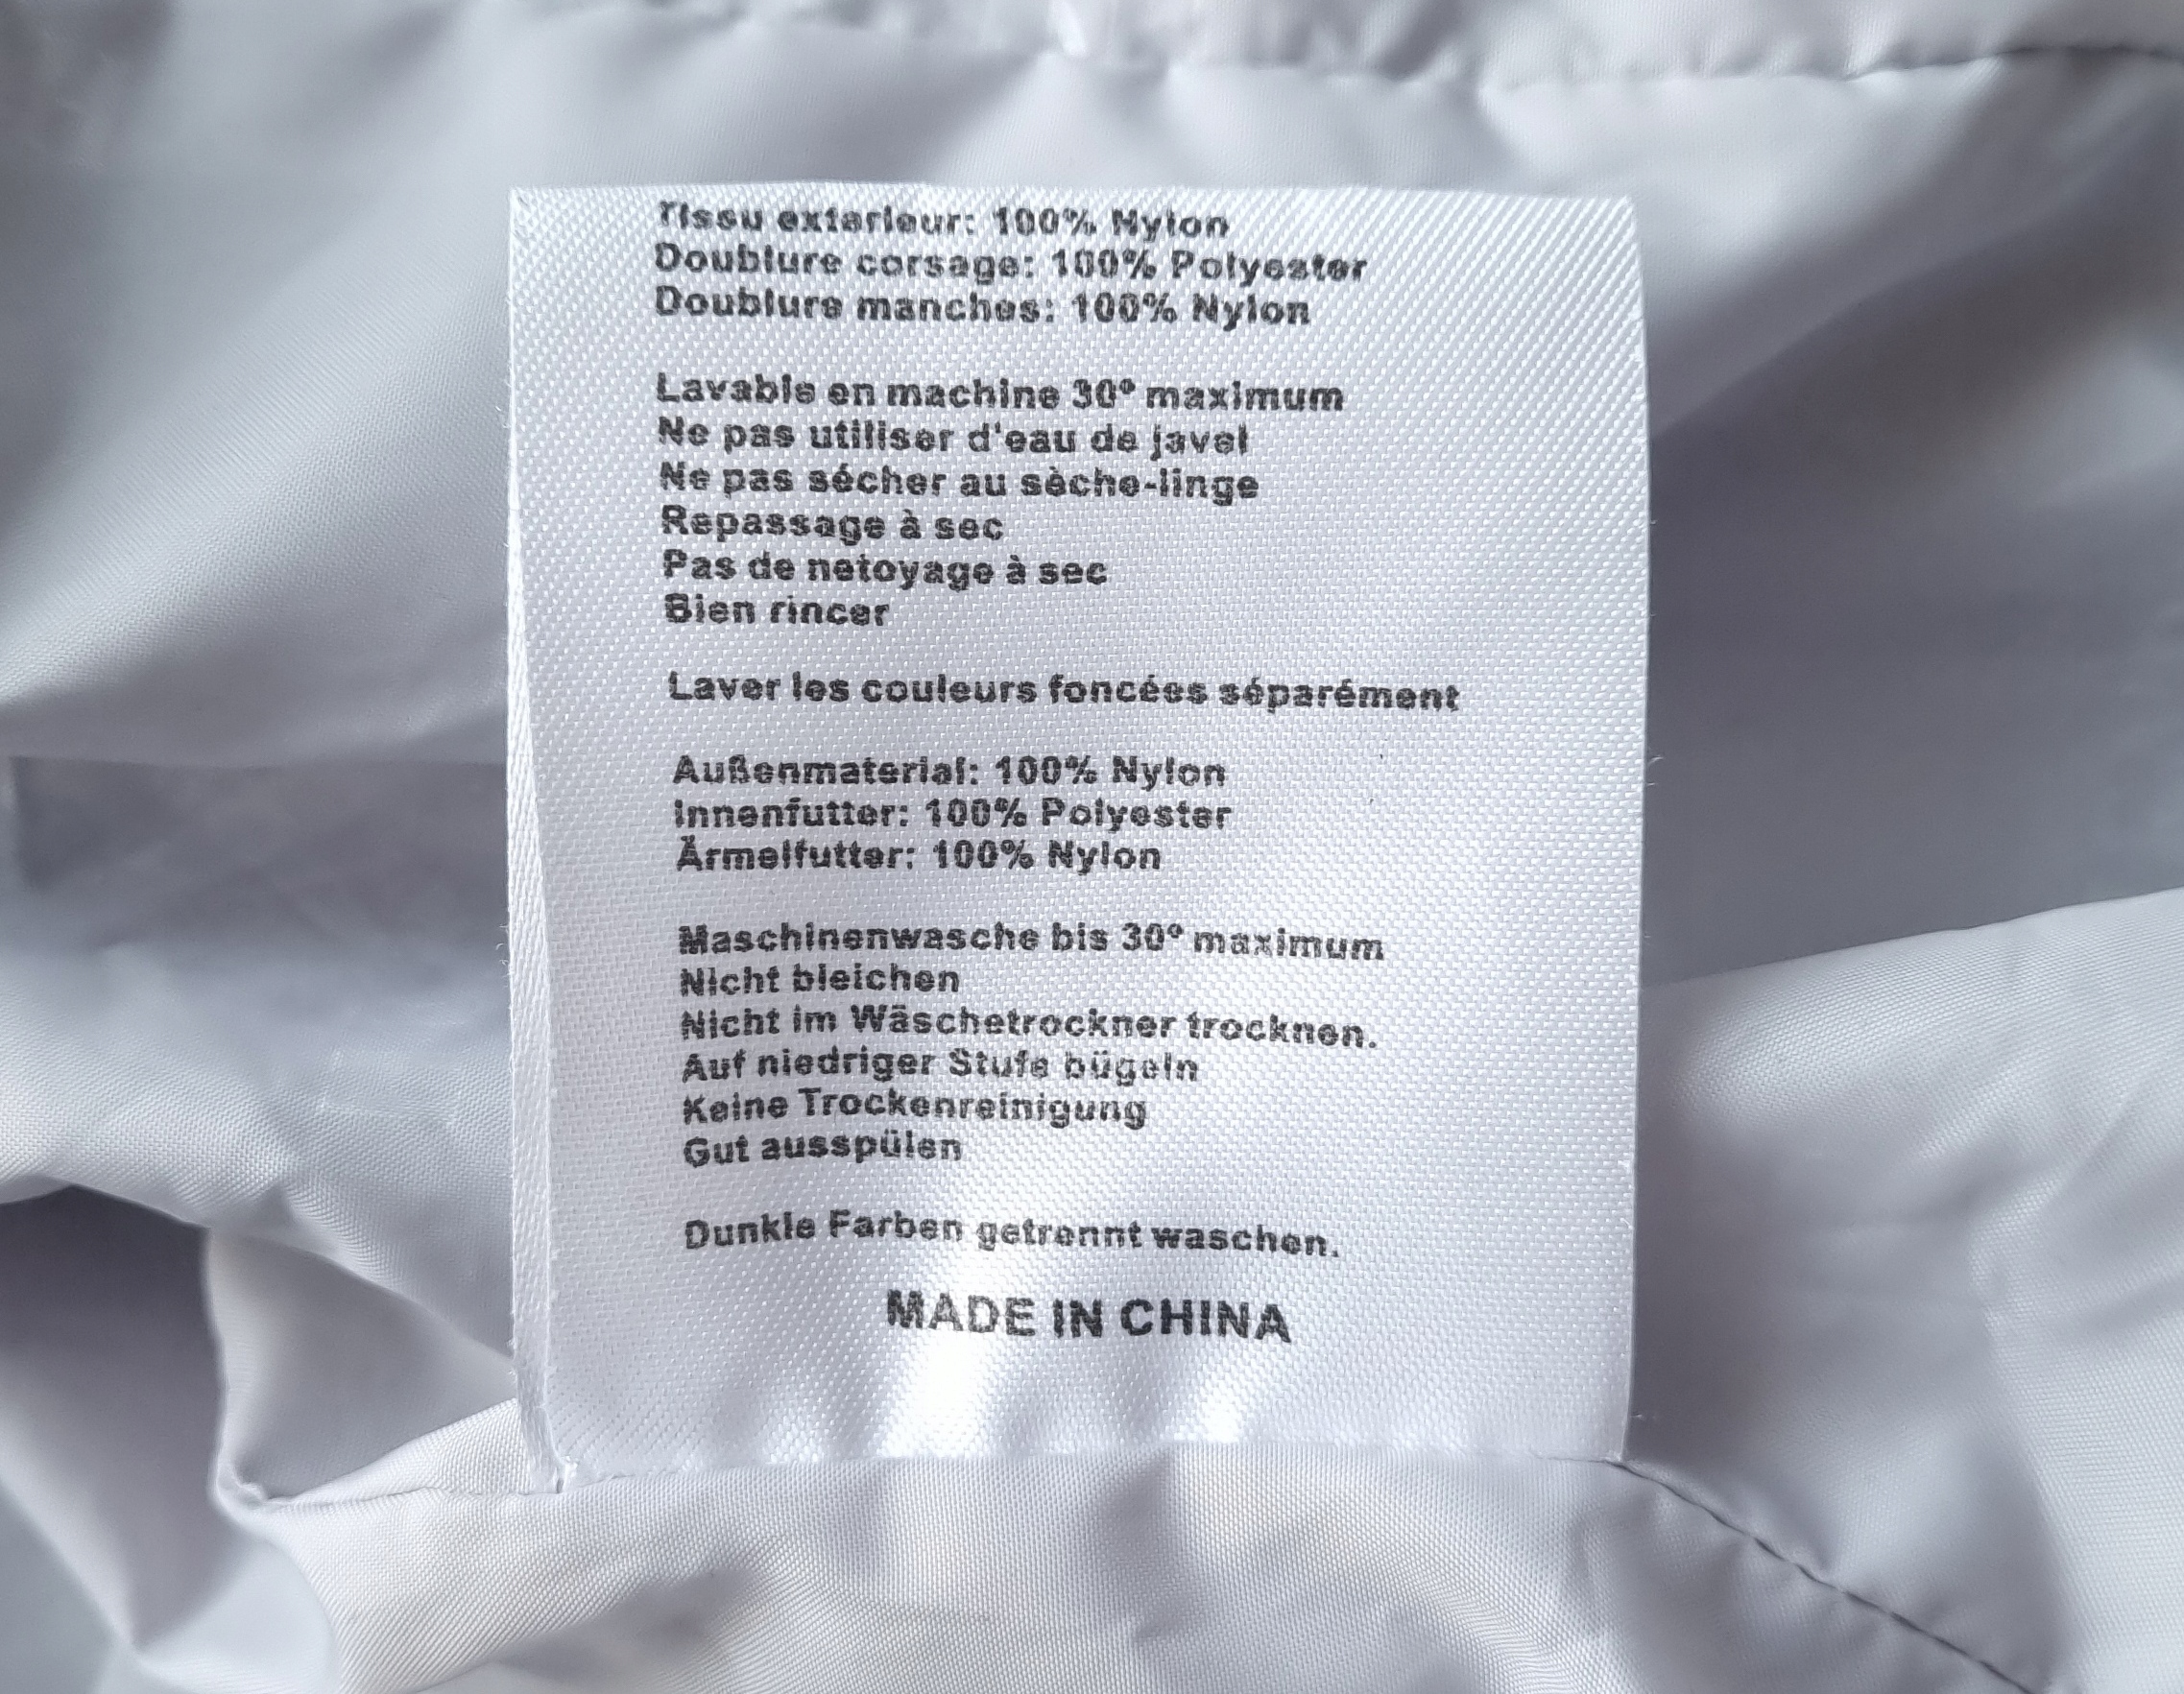 Tissu exterieur: 100% Nylon
Doublure corsage: 100% Polyester
Doublure manches: 100% Nylon
Lavable en machine 30° maximum
Ne pas utiliser d'eau de javel
Ne pas sécher au sèche-linge
Repassage à sec
Pas de netoyage à sec
Bien rincer
Laver les couleurs foncées séparément
Außenmaterial: 100% Nylon
Innenfutter: 100% Polyester
Ärmelfutter: 100% Nylon
Maschinenwasche bis 30° maximum
Nicht bleichen
Nicht im Wäschetrockner trocknen.
Auf niedriger Stufe bügeln
Keine Trockenreinigung
Gut ausspülen
Dunkle Farben getrennt waschen.
MADE IN CHINA